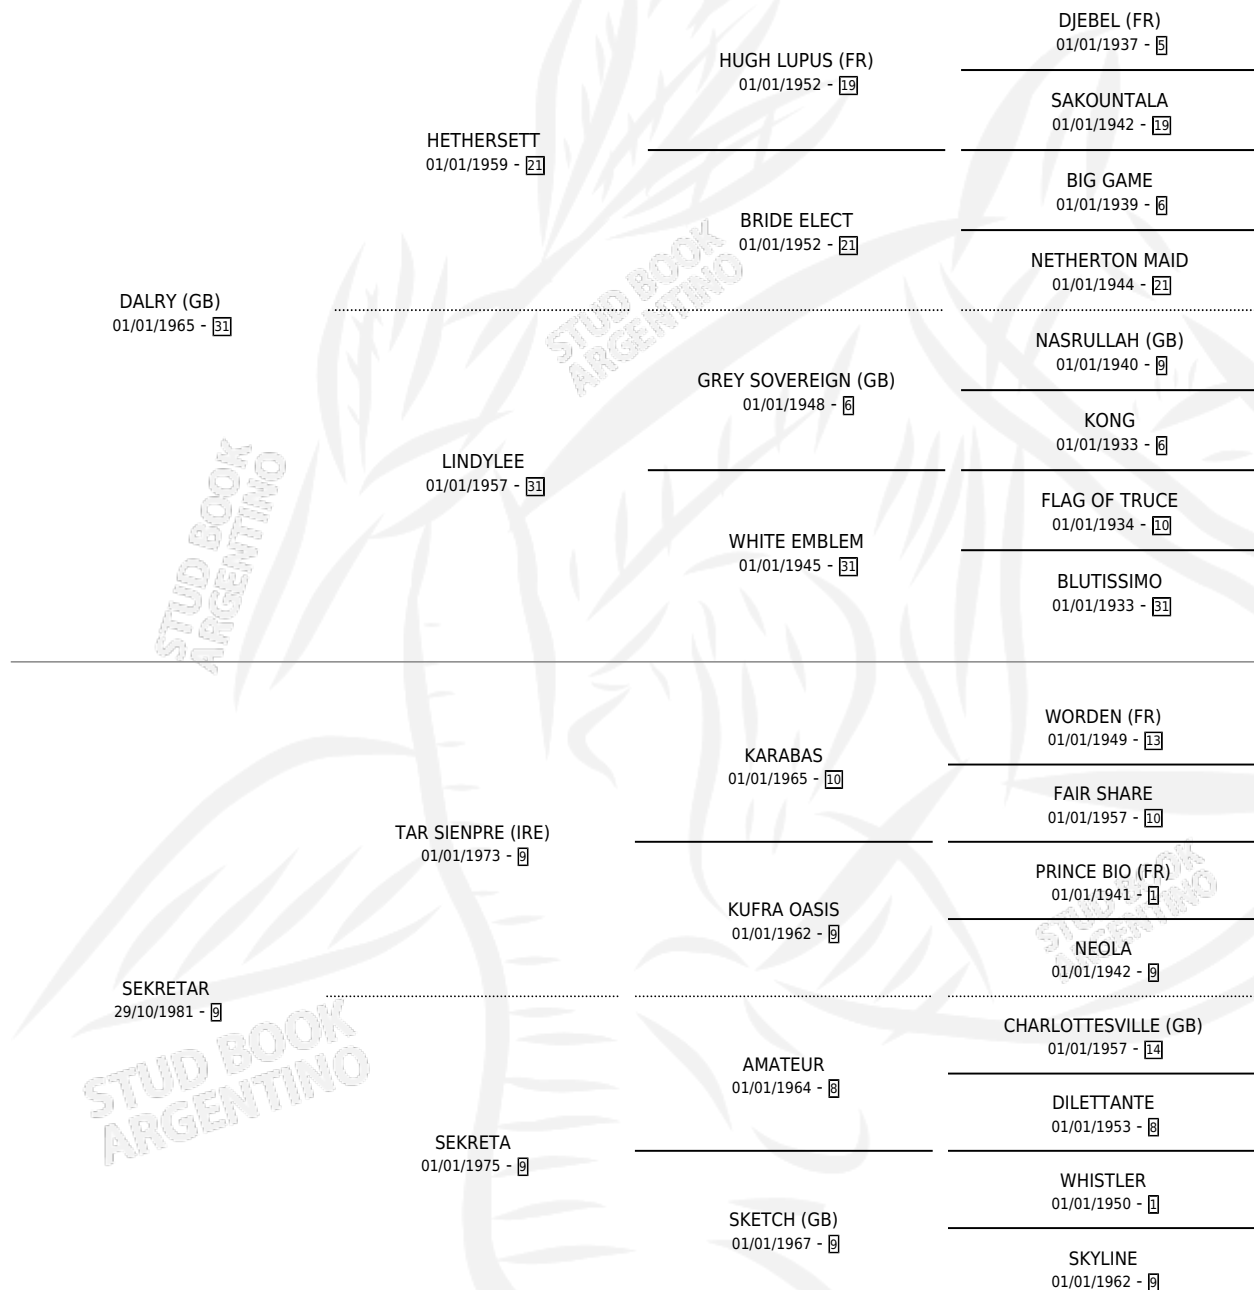 DJEBEL (FR)
01/01/1937 - 5
HUGH LUPUS (FR)
01/01/1952 - 19
SAKOUNTALA
01/01/1942 - 19
HETHERSETT
01/01/1959 - 21
BIG GAME
01/01/1939 - 6
BRIDE ELECT
01/01/1952 - 21
NETHERTON MAID
01/01/1944 - 21
DALRY (GB)
01/01/1965 - 31
NASRULLAH (GB)
01/01/1940 - 9
GREY SOVEREIGN (GB)
01/01/1948 - 6
KONG
01/01/1933 - 6
LINDYLEE
01/01/1957 - 31
FLAG OF TRUCE
01/01/1934 - 10
WHITE EMBLEM
01/01/1945 - 31
BLUTISSIMO
01/01/1933 - 31
WORDEN (FR)
01/01/1949 - 13
KARABAS
01/01/1965 - 10
FAIR SHARE
01/01/1957 - 10
TAR SIENPRE (IRE)
01/01/1973 - 9
PRINCE BIO (FR)
01/01/1941 - 1
KUFRA OASIS
01/01/1962 - 9
NEOLA
01/01/1942 - 9
SEKRETAR
29/10/1981 - 9
CHARLOTTESVILLE (GB)
01/01/1957 - 14
AMATEUR
01/01/1964 - 8
DILETTANTE
01/01/1953 - 8
SEKRETA
01/01/1975 - 9
WHISTLER
01/01/1950 - 1
SKETCH (GB)
01/01/1967 - 9
SKYLINE
01/01/1962 - 9
STUD BOOK
ARGENTINO
STUD BOOK
ARGENTINO
STUD BOOK
ARGENTINO
STUD BOOK
ARGENTINO